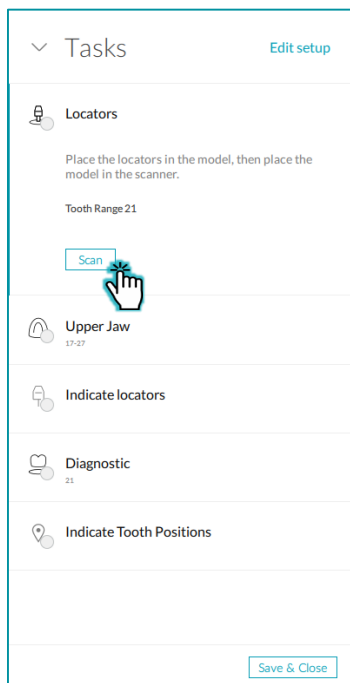 Tasks
Edit setup
Locators
Place the locators in the model, then place the
model in the scanner.
Tooth Range 21
Scan
Upper Jaw
17-27
Indicate locators
Diagnostic
21
Indicate Tooth Positions
Save & Close